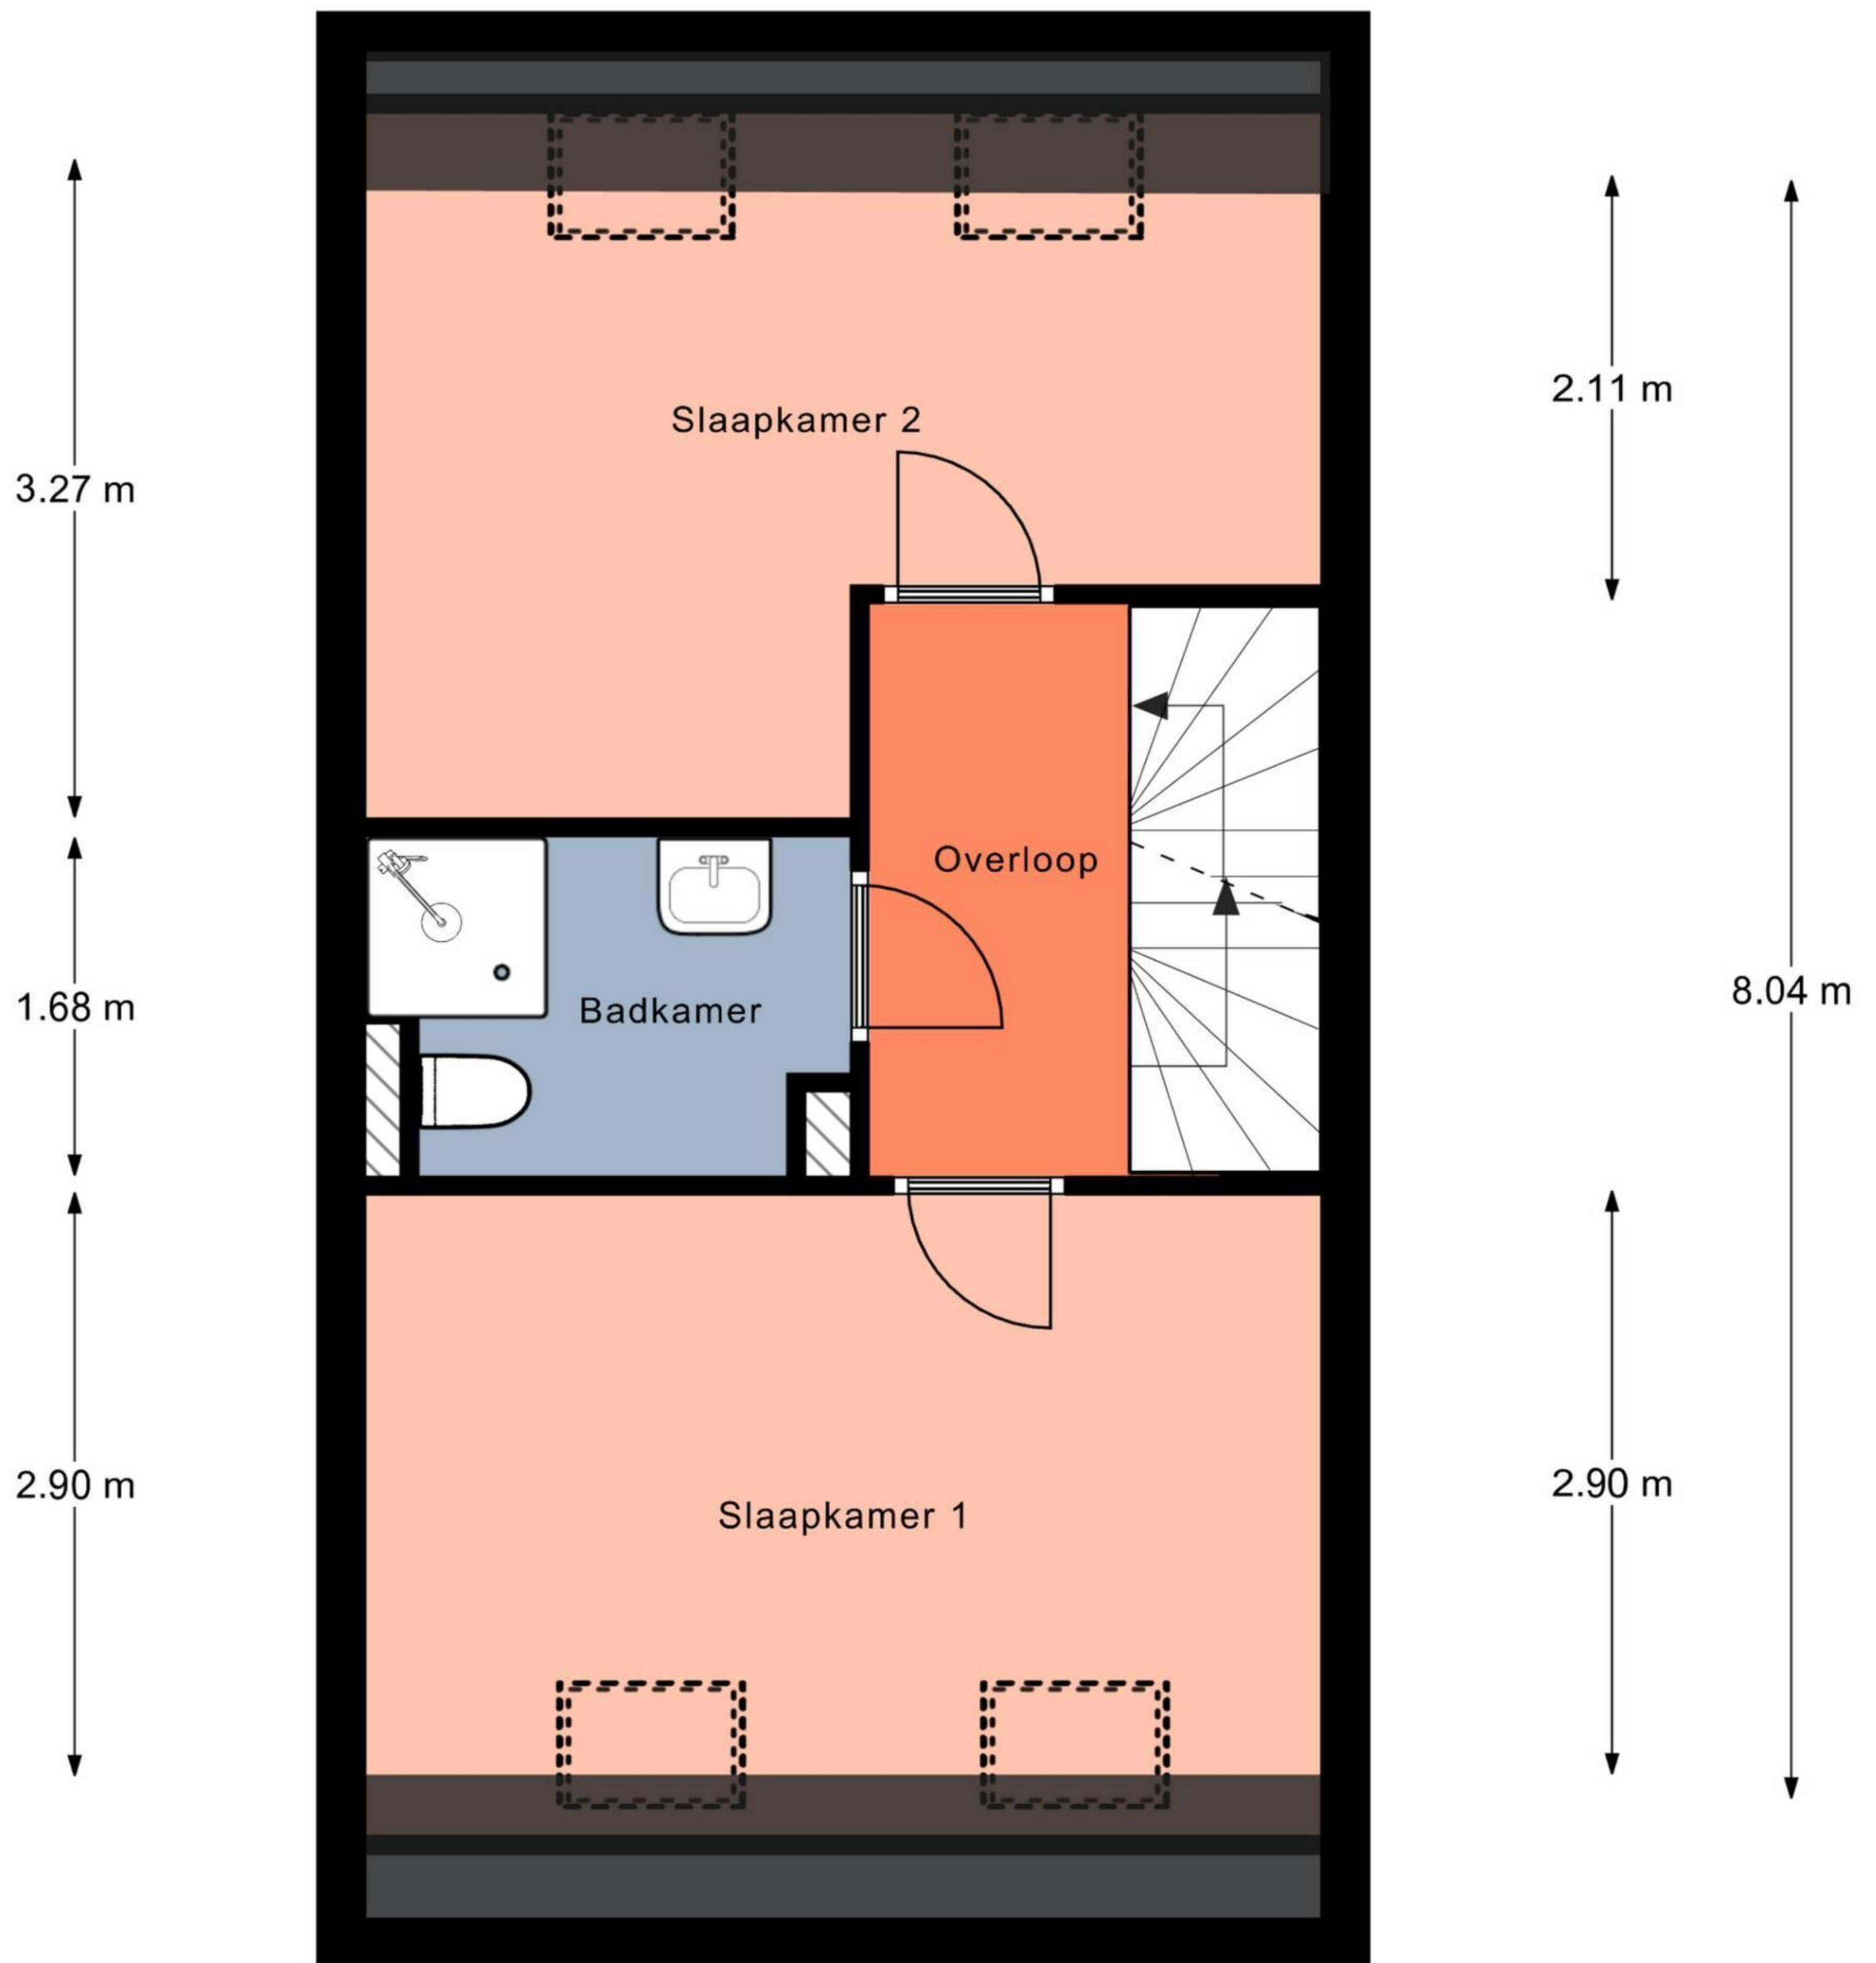 2.11 m
Slaapkamer 2
3.27 m
Overloop
8.04 m
1.68 m
Badkamer
2.90 m
2.90 m
Slaapkamer 1